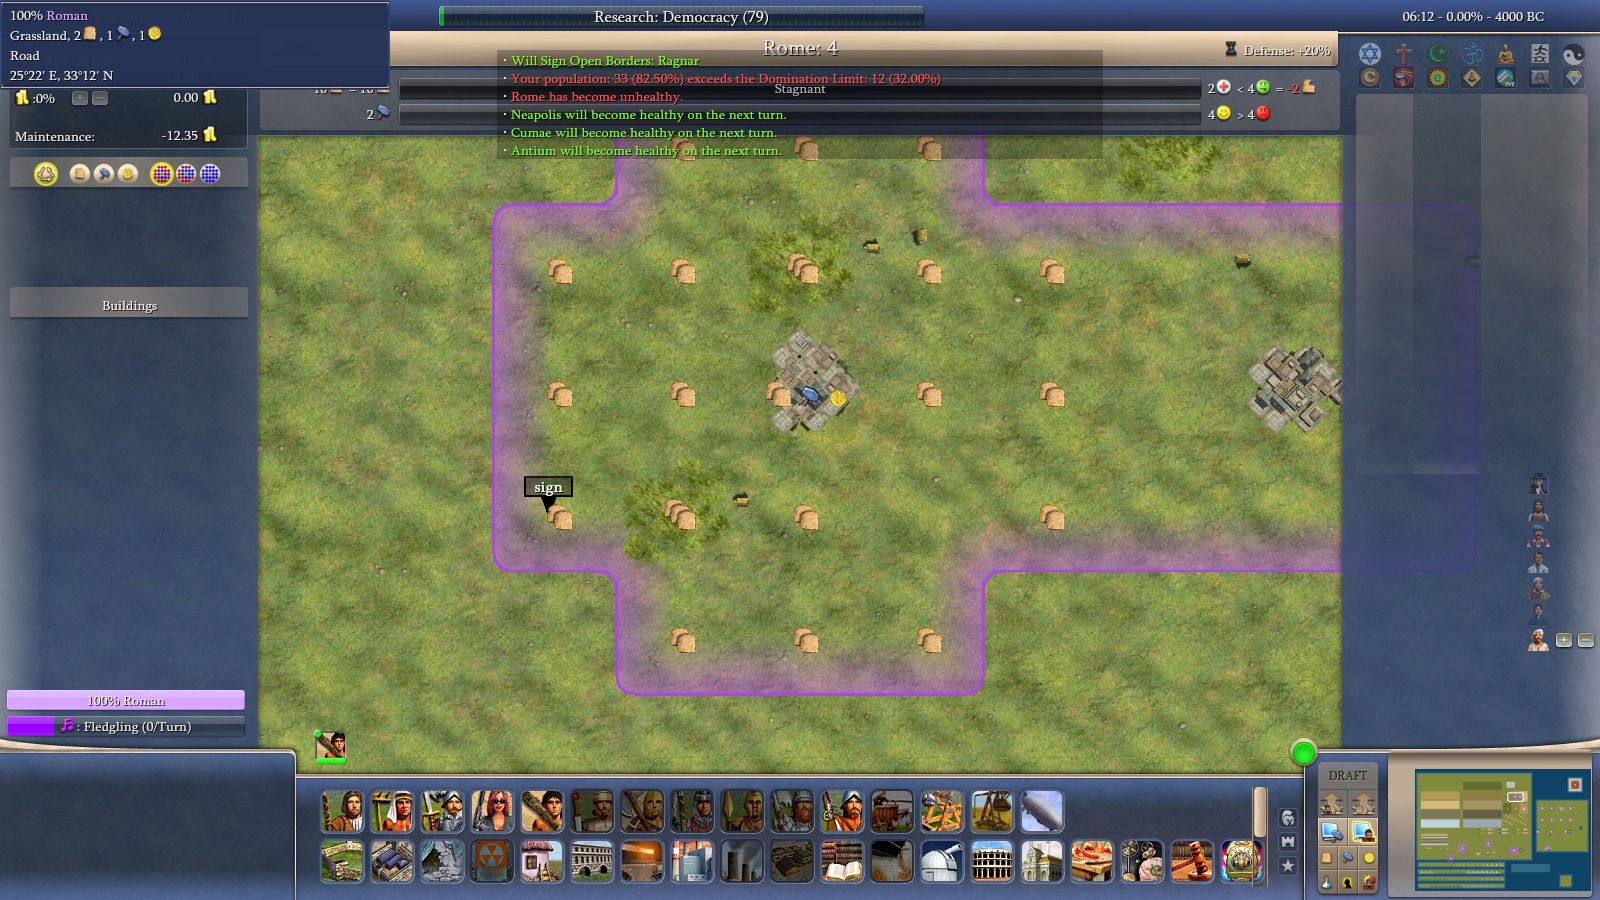 100% Roman
Grassland, 2 , 1 , 1
Road
25°22' E, 33°12' N
Research: Democracy (79)
06:12 - 0.00% - 4000 BC
Rome: 4
Defense: +20%
· Will Sign Open Borders: Ragnar
· Your population: 33 (82.50%) exceeds the Domination Limit: 12 (32.00%)
Stagnant
2 < 4 = -2
· Rome has become unhealthy.
:0%
0.00
· Neapolis will become healthy on the next turn.
2
4 > 4
· Cumae will become healthy on the next turn.
Maintenance:
-12.35
· Antium will become healthy on the next turn.
Buildings
sign
100% Roman
: Fledgling (0/Turn)
DRAFT